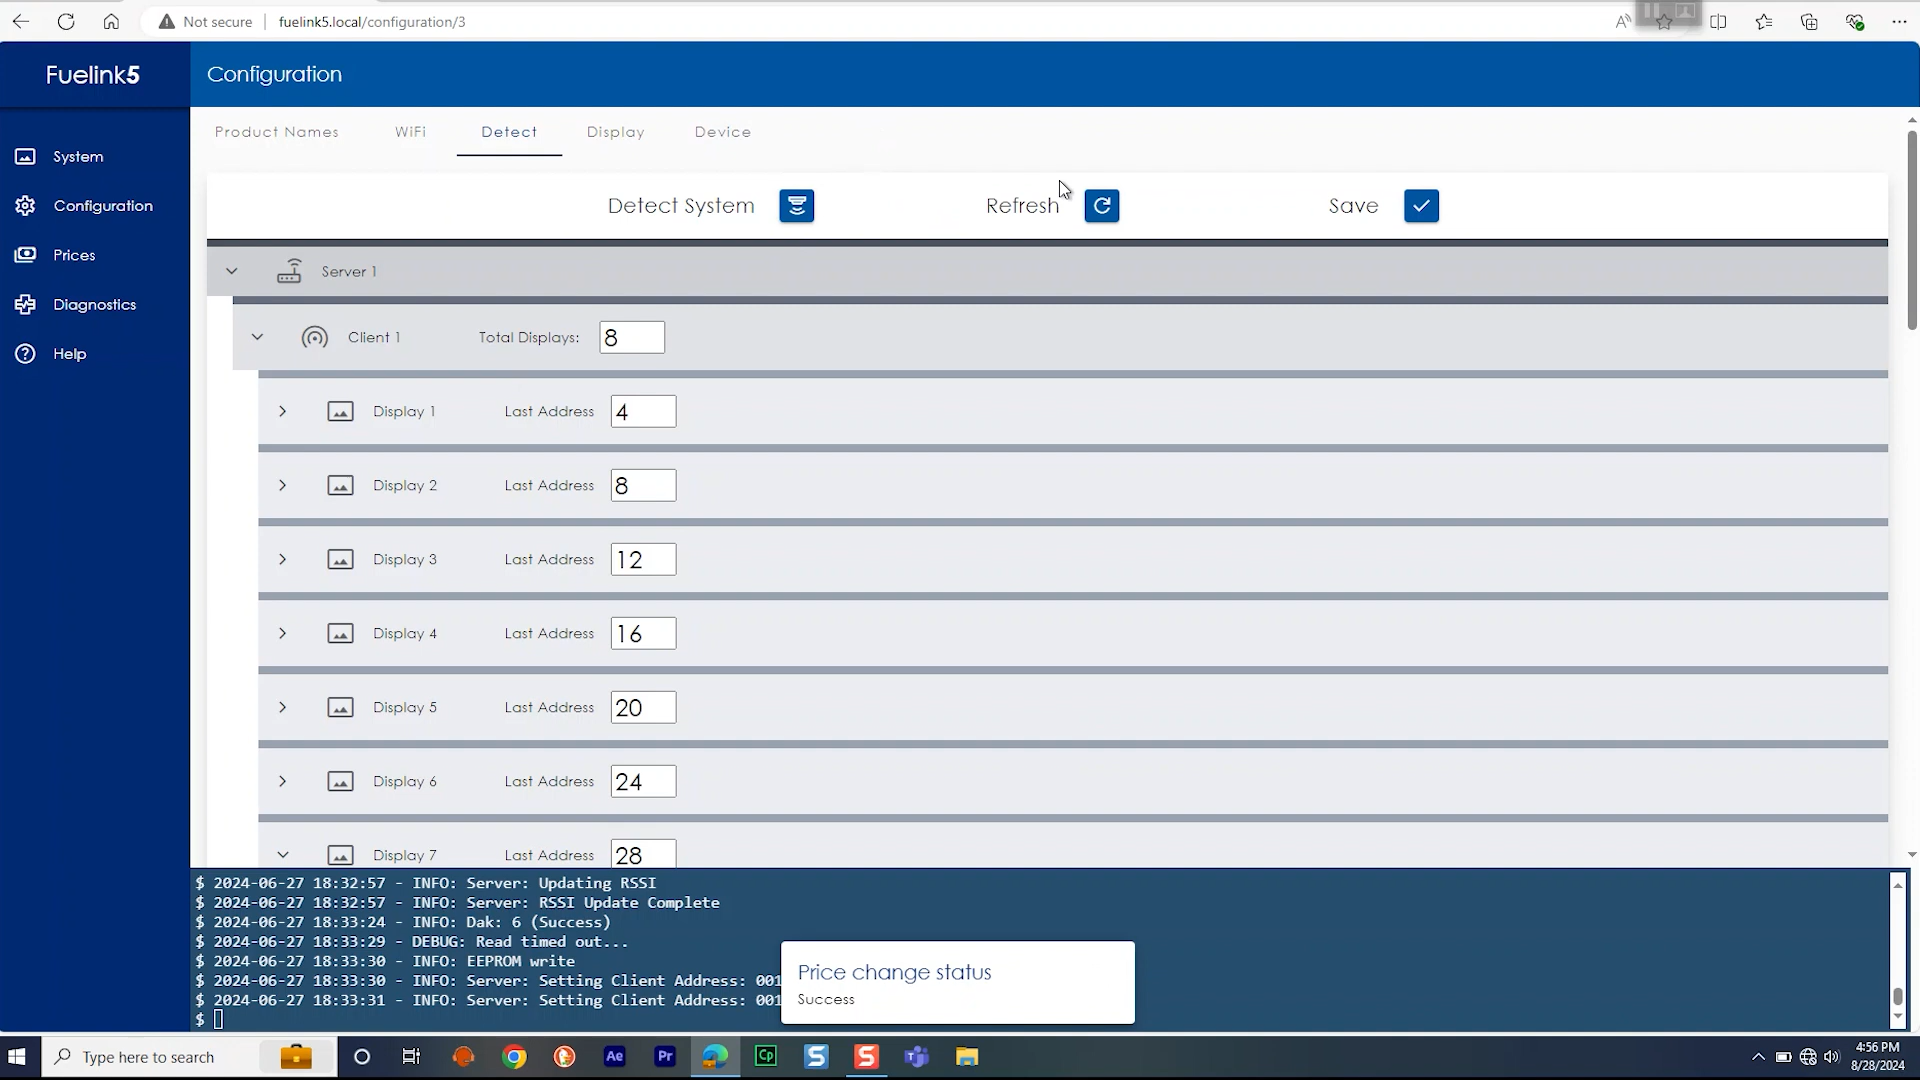 Not secure
fuelink5.local/configuration/3
Fuelink5
Configuration
Product Names
WiFi
Detect
Display
Device
System
Configuration
Prices
Diagnostics
Help
Detect System
Refresh
Save
Server 1
Client 1
Total Displays:
8
Display 1
Last Address
4
Display 2
Last Address
8
Display 3
Last Address
12
Display 4
Last Address
16
Display 5
Last Address
20
Display 6
Last Address
24
Display 7
Last Address
28
$ 2024-06-27 18:32:57 - INFO: Server: Updating RSSI
$ 2024-06-27 18:32:57 - INFO: Server: RSSI Update Complete
$ 2024-06-27 18:33:24 - INFO: Dak: 6 (Success)
$ 2024-06-27 18:33:29 - DEBUG: Read timed out...
$ 2024-06-27 18:33:30 - INFO: EEPROM write
$ 2024-06-27 18:33:30 - INFO: Server: Setting Client Address: 001
$ 2024-06-27 18:33:31 - INFO: Server: Setting Client Address: 001
$
Price change status
Success
Type here to search
Ae
Pr
Cp
S
S
4:56 PM
8/28/2024